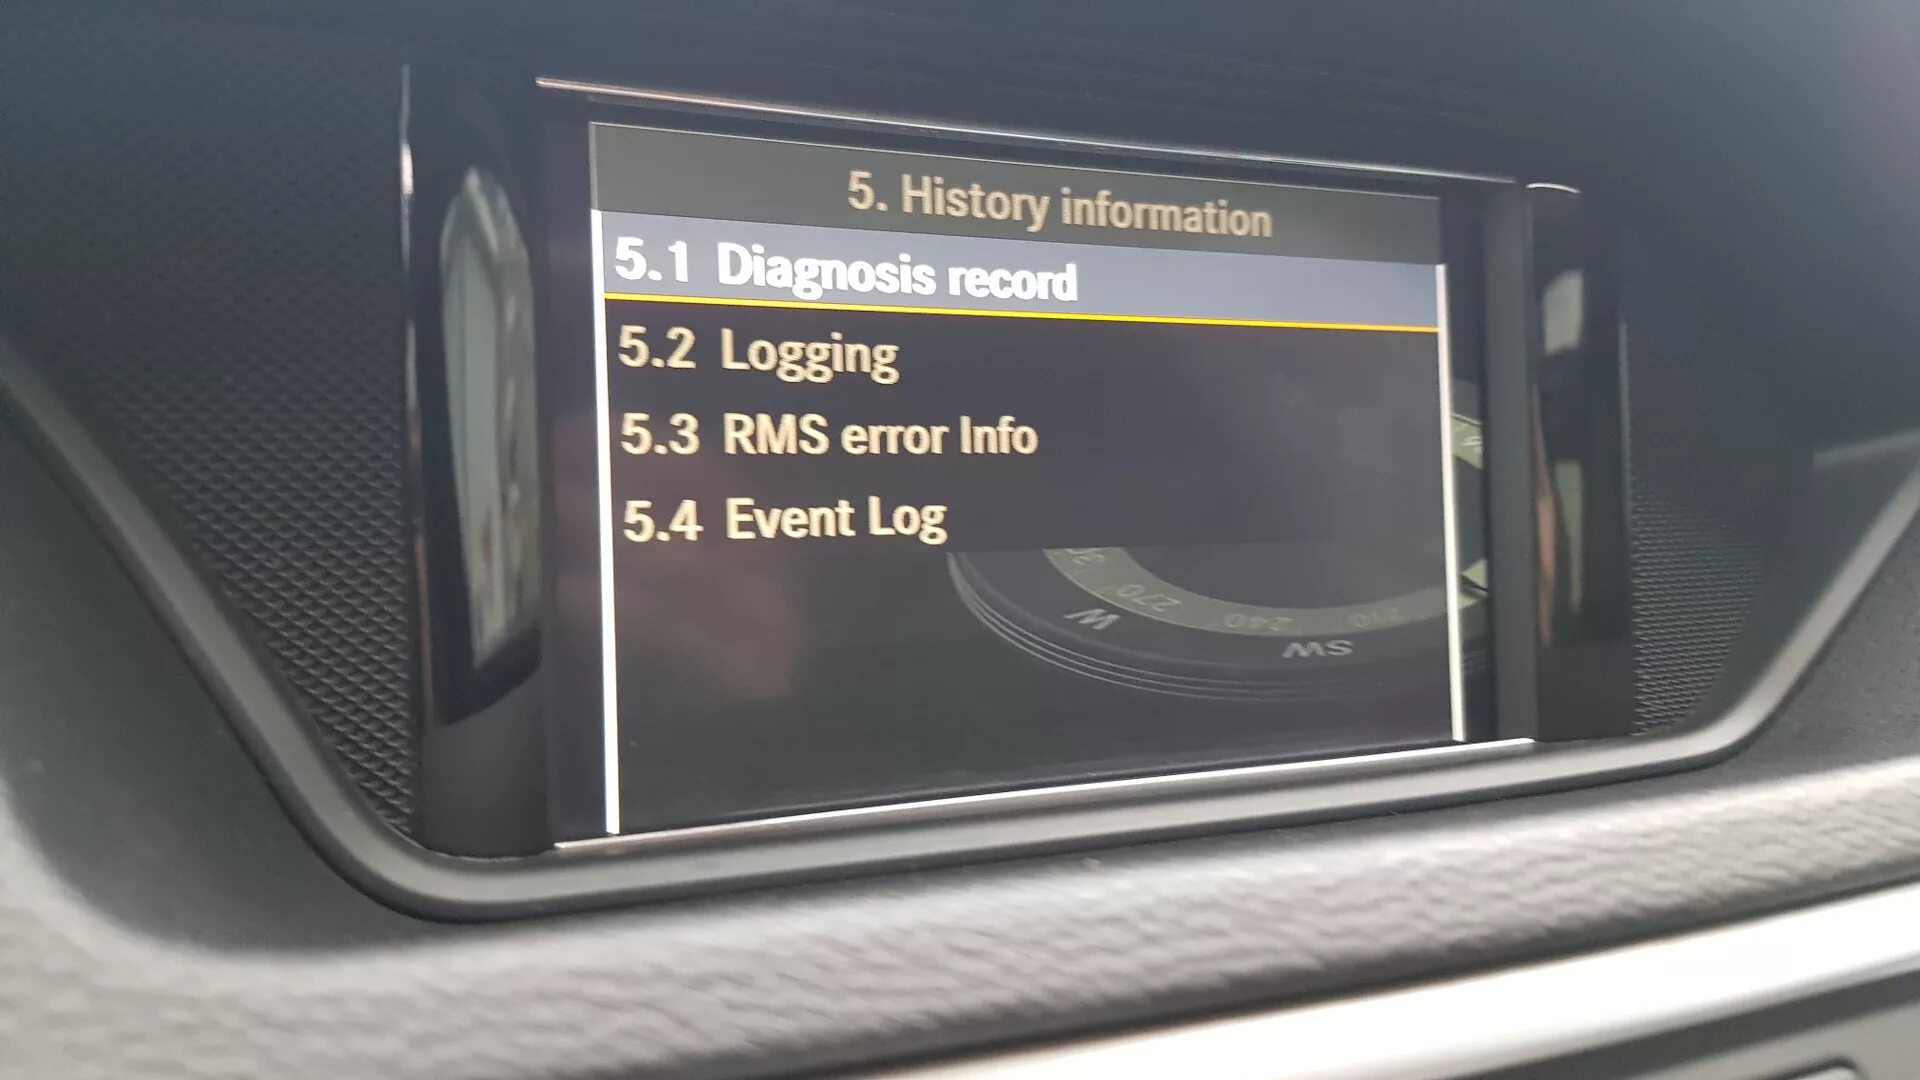 5. History information
5.1 Diagnosis record
5.2 Logging
5.3 RMS error Info
5.4 Event Log
270
W
240
SW
210